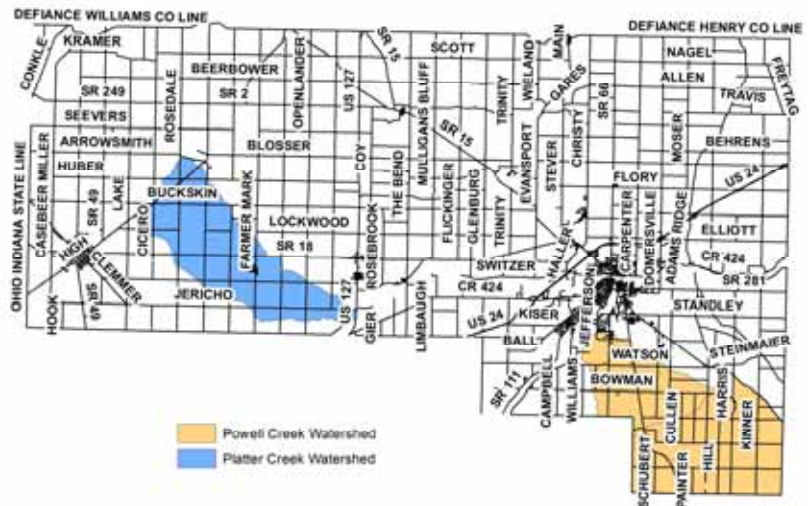 DEFIANCE WILLIAMS CO LINE
DEFIANCE HENRY CO LINE
CONKLE
KRAMER
SR 15
SCOTT
MAIN
NAGEL
FREYTAG
BEERBOWER
OPENLANDER
US 127
MULLIGANS BLUFF
WIELAND
GARES
ALLEN
SR 249
SR 2
TRINITY
SR 66
TRAVIS
SEEVERS
ROSEDALE
SR 15
EVANSPORT
STEVER
CHRISTY
MOSER
BEHRENS
ARROWSMITH
BLOSSER
COY
THE BEND
HUBER
FLICKINGER
GLENBURG
FLORY
US 24
OHIO INDIANA STATE LINE
CASEBEER MILLER
SR 49
LAKE
BUCKSKIN
CICERO
FARMER MARK
LOCKWOOD
ROSEBROOK
TRINITY
HALLER
CARPENTER
DOMERSVILLE
ADAMS RIDGE
ELLIOTT
HIGH
CLEMMER
SR 18
SWITZER
CR 424
SR 281
HOOK
SR 49
JERICHO
US 127
GIER
LIMBAUGH
CR 424
US 24
KISER
JEFFERSON
STANDLEY
BALL
STEINMAIER
SR 111
CAMPBELL
WILLIAMS
WATSON
BOWMAN
CULLEN
HARRIS
KINNER
SCHUBERT
PAINTER
HILL
Powell Creek Watershed
Platter Creek Watershed